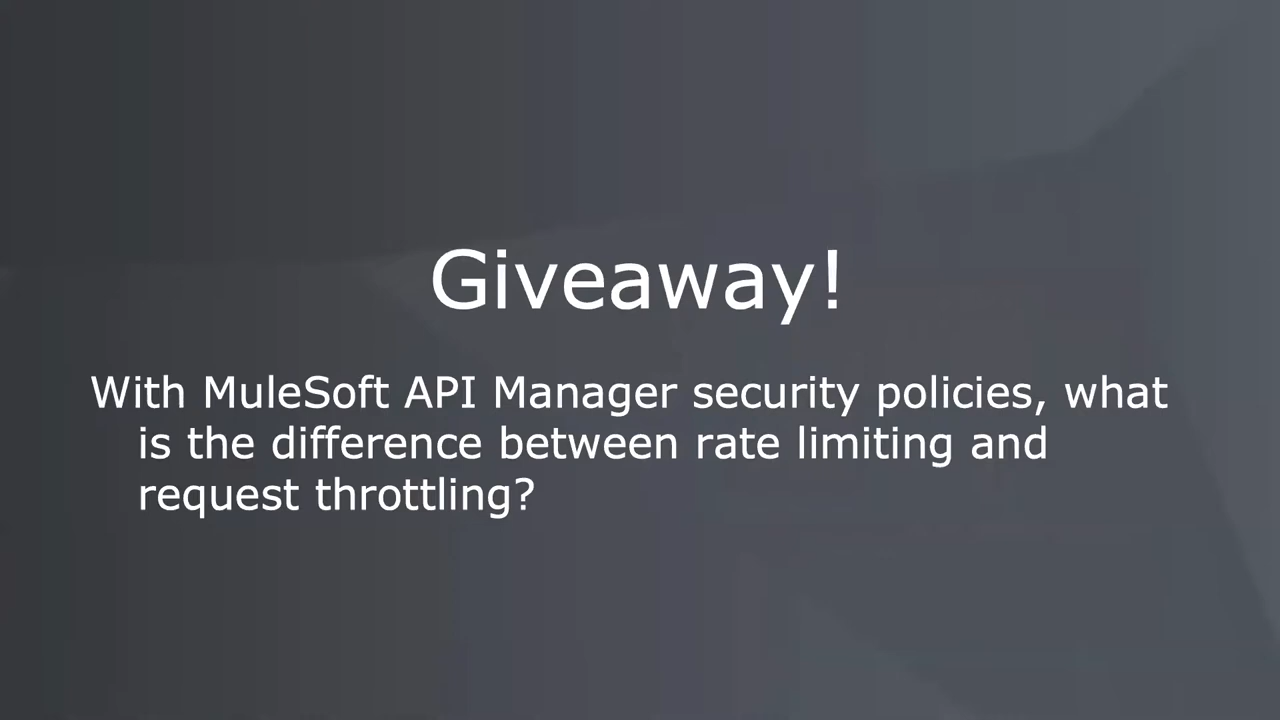 Giveaway!
With MuleSoft API Manager security policies, what
is the difference between rate limiting and
request throttling?